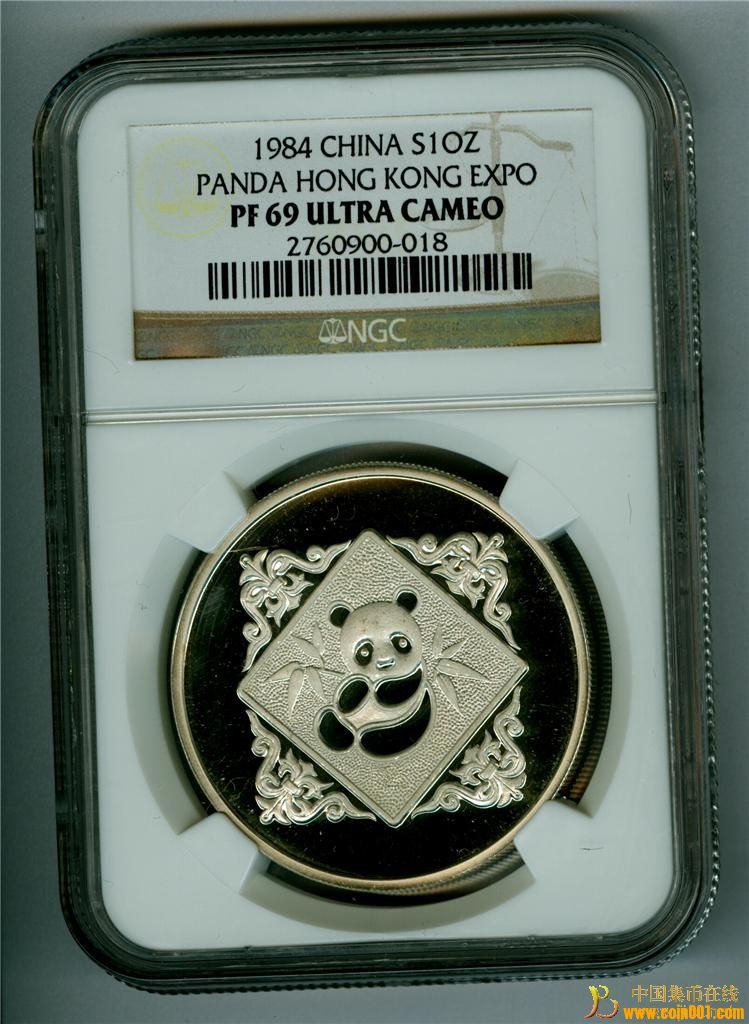 1984 CHINA S1OZ
PANDA HONG KONG EXPO
PF 69 ULTRA CAMEO
2760900-018
NGC
中国集币在线
www.coin001.com